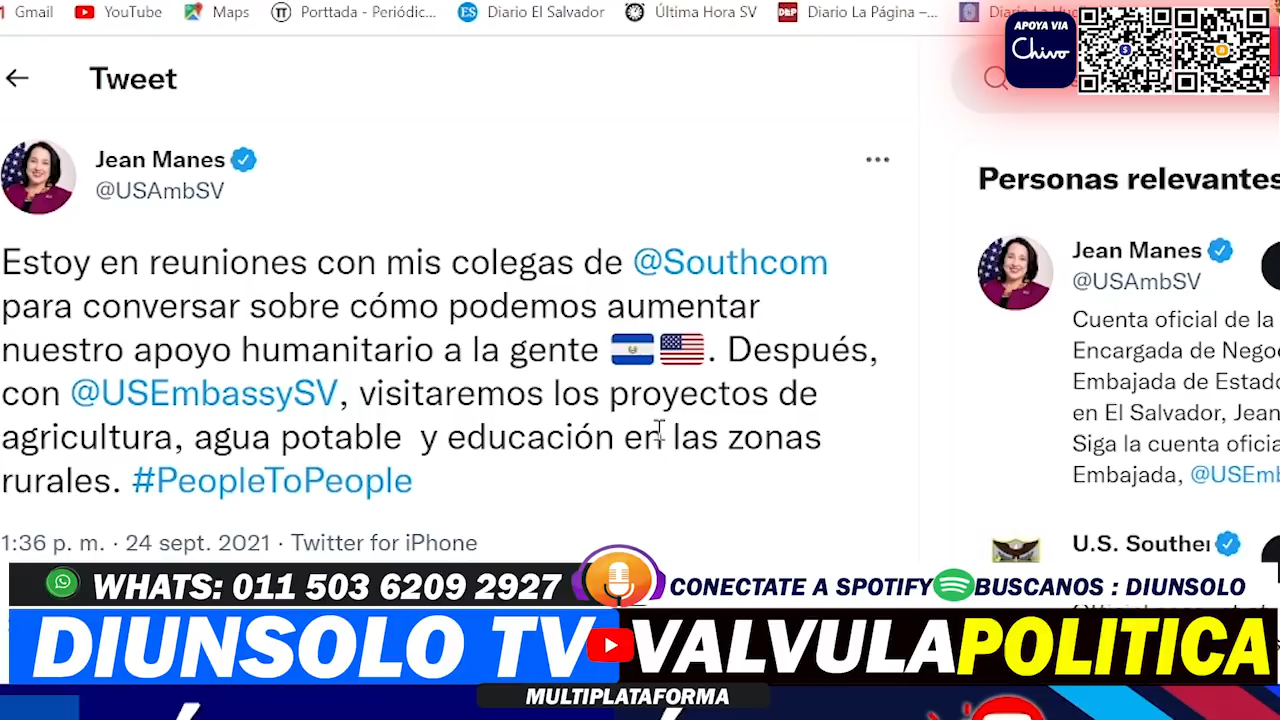 Gmail
YouTube
Maps
Porttada - Periódic...
Diario El Salvador
Última Hora SV
Diario La Página –...
APOYA VIA
Chivo
Tweet
Jean Manes
@USAmbSV
Estoy en reuniones con mis colegas de @Southcom
para conversar sobre cómo podemos aumentar
nuestro apoyo humanitario a la gente 🇸🇻🇺🇸. Después,
con @USEmbassySV, visitaremos los proyectos de
agricultura, agua potable y educación en las zonas
rurales. #PeopleToPeople
1:36 p. m. · 24 sept. 2021 · Twitter for iPhone
Personas relevantes
Jean Manes
@USAmbSV
Cuenta oficial de la
Encargada de Nego
Embajada de Estado
en El Salvador, Jean
Siga la cuenta oficia
Embajada, @USEmb
U.S. Souther
WHATS: 011 503 6209 2927
CONECTATE A SPOTIFY BUSCANOS : DIUNSOLO
DIUNSOLO TV VALVULAPOLITICA
MULTIPLATAFORMA